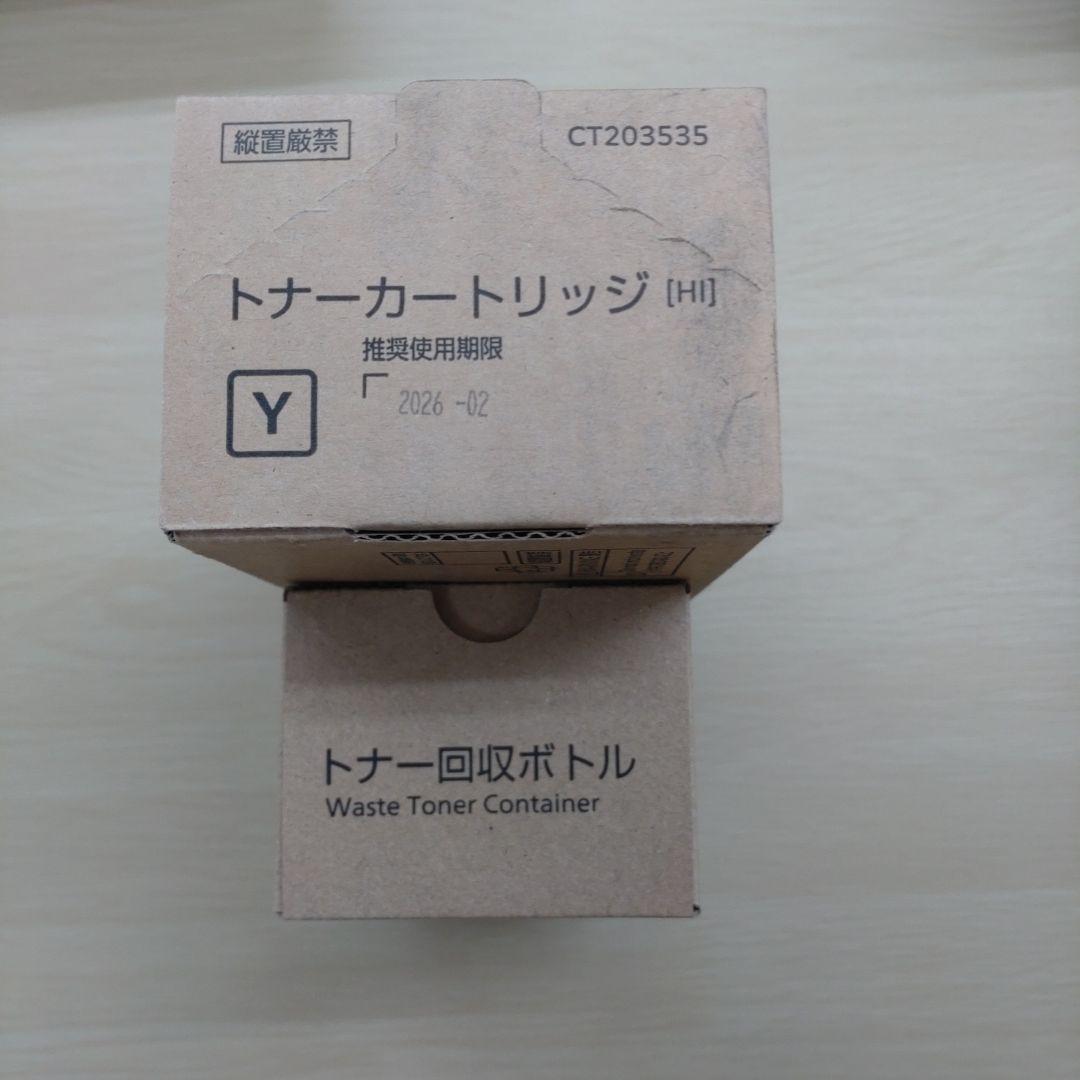 縦置厳禁
CT203535
トナーカートリッジ [HI]
推奨使用期限
Y
2026 -02
トナー回収ボトル
Waste Toner Container